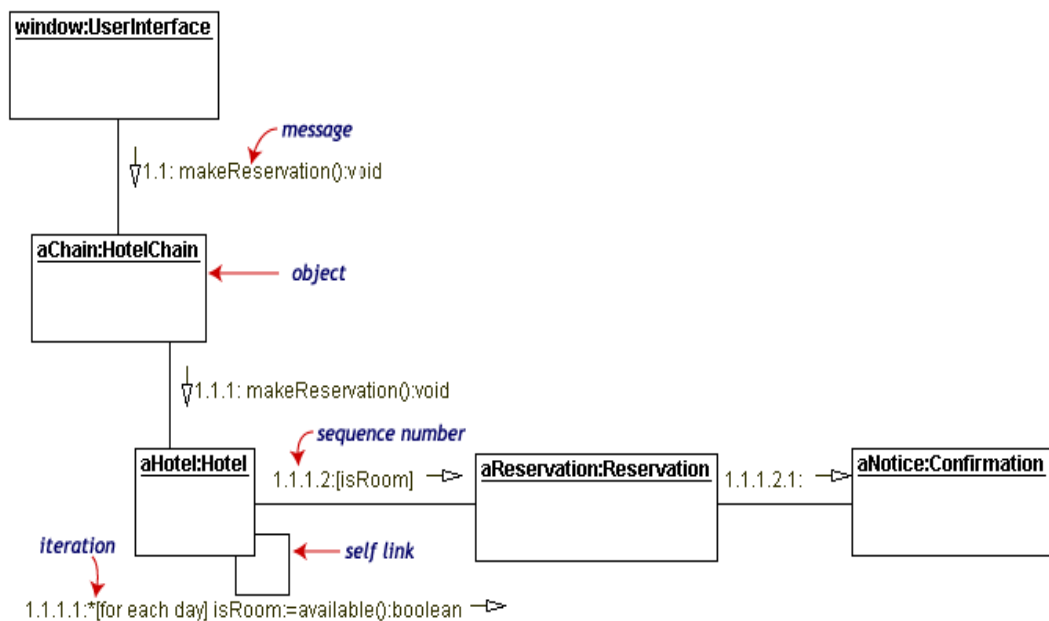 window:UserInterface
message
1.1: makeReservation():void
aChain:HotelChain
object
1.1.1: makeReservation():void
sequence number
aHotel:Hotel
1.1.1.2:[isRoom]
aReservation:Reservation
1.1.1.2.1:
aNotice:Confirmation
iteration
self link
1.1.1.1:*[for each day] isRoom:=available():boolean